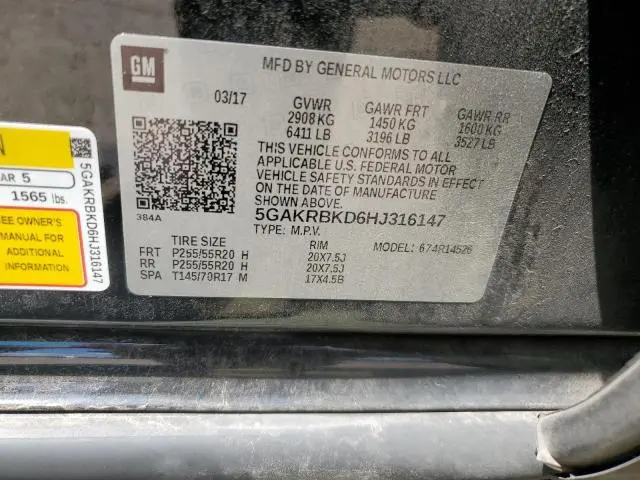 GM
MFD BY GENERAL MOTORS LLC
03/17 GVWR GAWR FRT GAWR RR
2908 KG 1450 KG 1600 KG
6411 LB 3196 LB 3527 LB
THIS VEHICLE CONFORMS TO ALL
APPLICABLE U.S. FEDERAL MOTOR
VEHICLE SAFETY STANDARDS IN EFFECT
ON THE DATE OF MANUFACTURE
SHOWN ABOVE.
384A
5GAKRBKD6HJ316147
TYPE: M.P.V. MODEL: 674R14526
TIRE SIZE RIM
FRT P255/55R20 H 20X7.5J
RR P255/55R20 H 20X7.5J
SPA T145/70R17 M 17X4.5B
N
AR 5
1565 lbs.
EE OWNER'S
MANUAL FOR
ADDITIONAL
INFORMATION
5GAKRBKD6HJ316147